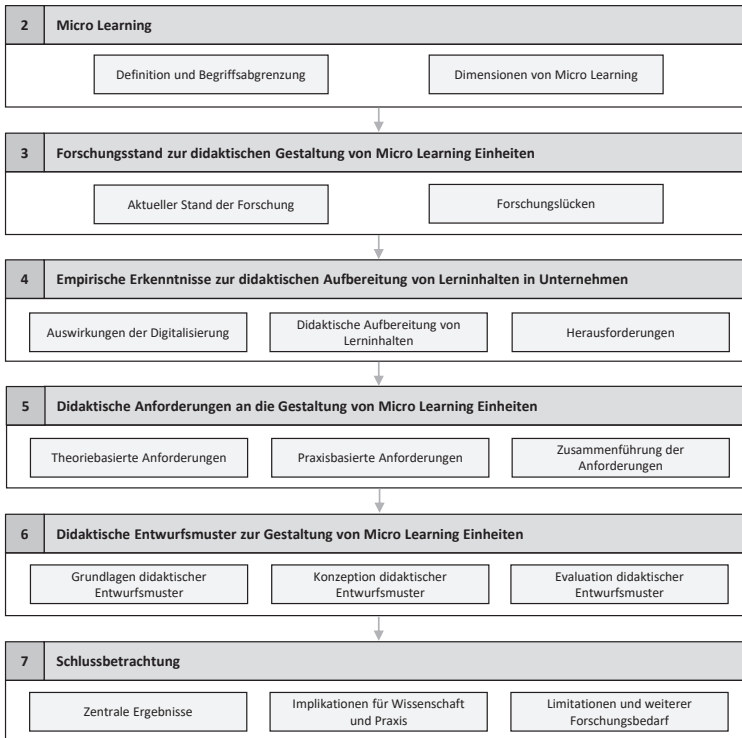 2 Micro Learning
Definition und Begriffsabgrenzung
Dimensionen von Micro Learning
3 Forschungsstand zur didaktischen Gestaltung von Micro Learning Einheiten
Aktueller Stand der Forschung
Forschungslücken
4 Empirische Erkenntnisse zur didaktischen Aufbereitung von Lerninhalten in Unternehmen
Auswirkungen der Digitalisierung
Didaktische Aufbereitung von
Lerninhalten
Herausforderungen
5 Didaktische Anforderungen an die Gestaltung von Micro Learning Einheiten
Theoriebasierte Anforderungen
Praxisbasierte Anforderungen
Zusammenführung der
Anforderungen
6 Didaktische Entwurfsmuster zur Gestaltung von Micro Learning Einheiten
Grundlagen didaktischer
Entwurfsmuster
Konzeption didaktischer
Entwurfsmuster
Evaluation didaktischer
Entwurfsmuster
7 Schlussbetrachtung
Zentrale Ergebnisse
Implikationen für Wissenschaft
und Praxis
Limitationen und weiterer
Forschungsbedarf